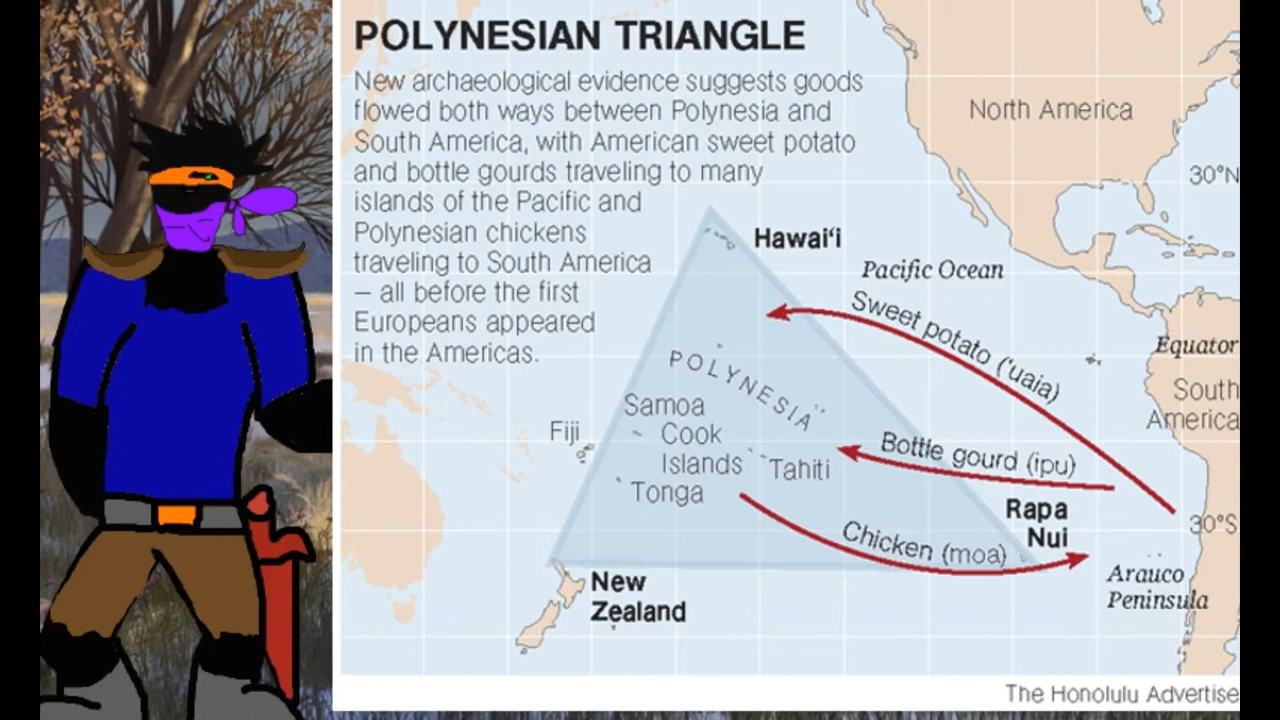 POLYNESIAN TRIANGLE
New archaeological evidence suggests goods
flowed both ways between Polynesia and
South America, with American sweet potato
and bottle gourds traveling to many
islands of the Pacific and
Polynesian chickens
traveling to South America
– all before the first
Europeans appeared
in the Americas.
North America
30°N
Hawai‘i
Pacific Ocean
Sweet potato (‘uala)
Equator
South
America
POLYNESIA
Samoa
Fiji
Cook
Islands
Tahiti
Tonga
Bottle gourd (ipu)
Rapa
Nui
30°S
Chicken (moa)
Arauco
Peninsula
New
Zealand
The Honolulu Advertise